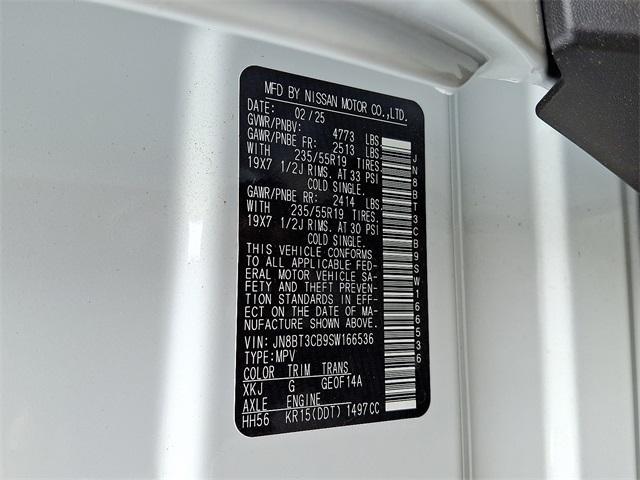 MFD BY NISSAN MOTOR CO.,LTD.
DATE: 02/25
GVWR/PNBV: 4773 LBS
GAWR/PNBE FR: 2513 LBS
WITH 235/55R19 TIRES.
19X7 1/2J RIMS. AT 33 PSI
COLD SINGLE.
GAWR/PNBE RR: 2414 LBS
WITH 235/55R19 TIRES.
19X7 1/2J RIMS. AT 30 PSI
COLD SINGLE.
THIS VEHICLE CONFORMS
TO ALL APPLICABLE FED-
ERAL MOTOR VEHICLE SA-
FETY AND THEFT PREVEN-
TION STANDARDS IN EFF-
ECT ON THE DATE OF MA-
NUFACTURE SHOWN ABOVE.
VIN: JN8BT3CB9SW166536
TYPE:MPV
COLOR TRIM TRANS
XKJ G GE0F14A
AXLE ENGINE
HH56 KR15(DDT) 1497CC
JN8BT3CB9SW166536